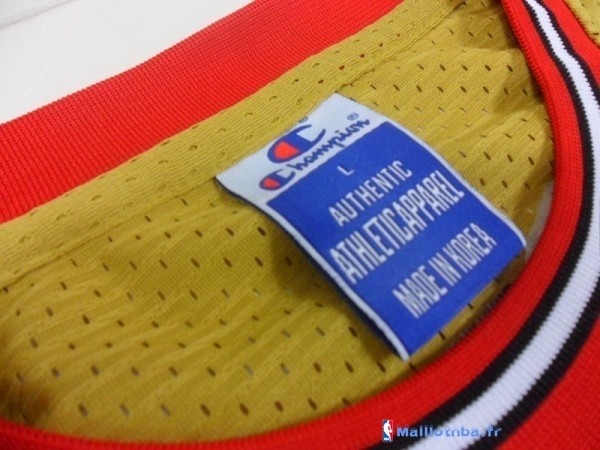 Champion
L
AUTHENTIC
ATHLETICAPPAREL
MADE IN KOREA
Maillotnba.fr